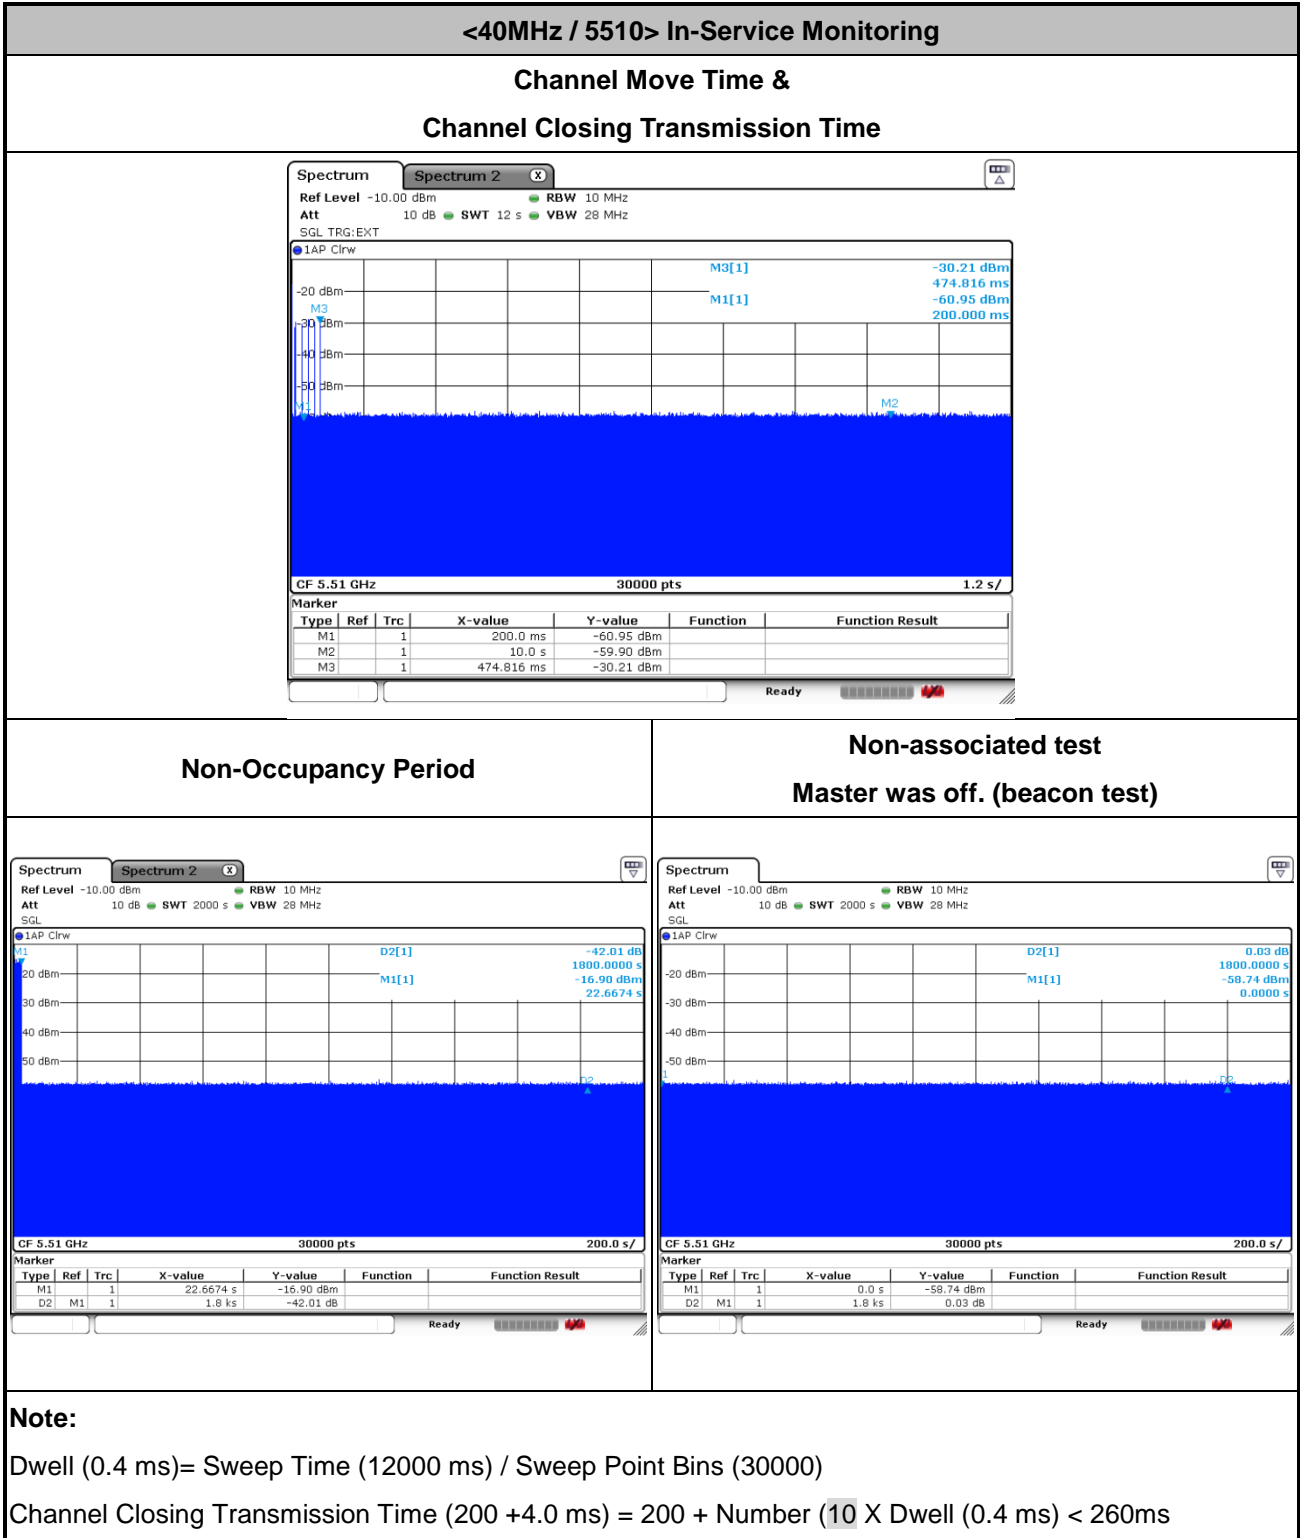 <40MHz / 5510> In-Service Monitoring
Channel Move Time &
Channel Closing Transmission Time
Spectrum
Spectrum 2
X
Ref Level -10.00 dBm
RBW 10 MHz
Att 10 dB
SWT 12 s
VBW 28 MHz
SGL TRG:EXT
1AP Clrw
M3[1] -30.21 dBm
474.816 ms
M1[1] -60.95 dBm
200.000 ms
-20 dBm
M3
-30 dBm
-40 dBm
-50 dBm
M1
M2
CF 5.51 GHz 30000 pts 1.2 s/
Marker
Type Ref Trc X-value Y-value Function Function Result
M1 1 200.0 ms -60.95 dBm
M2 1 10.0 s -59.90 dBm
M3 1 474.816 ms -30.21 dBm
Ready
Non-Occupancy Period
Non-associated test
Master was off. (beacon test)
Spectrum
Spectrum 2
X
Ref Level -10.00 dBm
RBW 10 MHz
Att 10 dB
SWT 2000 s
VBW 28 MHz
SGL
1AP Clrw
M1
D2[1] -42.01 dB
1800.0000 s
M1[1] -16.90 dBm
22.6674 s
20 dBm
30 dBm
40 dBm
50 dBm
D2
CF 5.51 GHz 30000 pts 200.0 s/
Marker
Type Ref Trc X-value Y-value Function Function Result
M1 1 22.6674 s -16.90 dBm
D2 M1 1 1.8 ks -42.01 dB
Ready
Spectrum
Ref Level -10.00 dBm
RBW 10 MHz
Att 10 dB
SWT 2000 s
VBW 28 MHz
SGL
1AP Clrw
D2[1] 0.03 dB
1800.0000 s
M1[1] -58.74 dBm
0.0000 s
-20 dBm
-30 dBm
-40 dBm
-50 dBm
1
D2
CF 5.51 GHz 30000 pts 200.0 s/
Marker
Type Ref Trc X-value Y-value Function Function Result
M1 1 0.0 s -58.74 dBm
D2 M1 1 1.8 ks 0.03 dB
Ready
Note:
Dwell (0.4 ms)= Sweep Time (12000 ms) / Sweep Point Bins (30000)
Channel Closing Transmission Time (200 +4.0 ms) = 200 + Number (10 X Dwell (0.4 ms) < 260ms